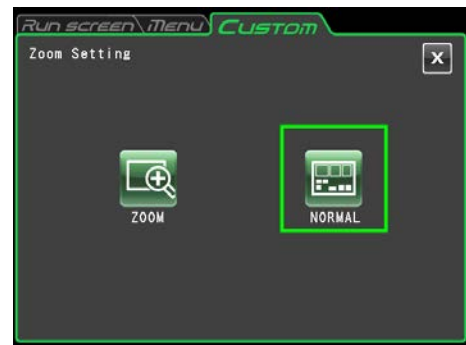 Run screen Menu Custom
Zoom Setting
X
ZOOM NORMAL